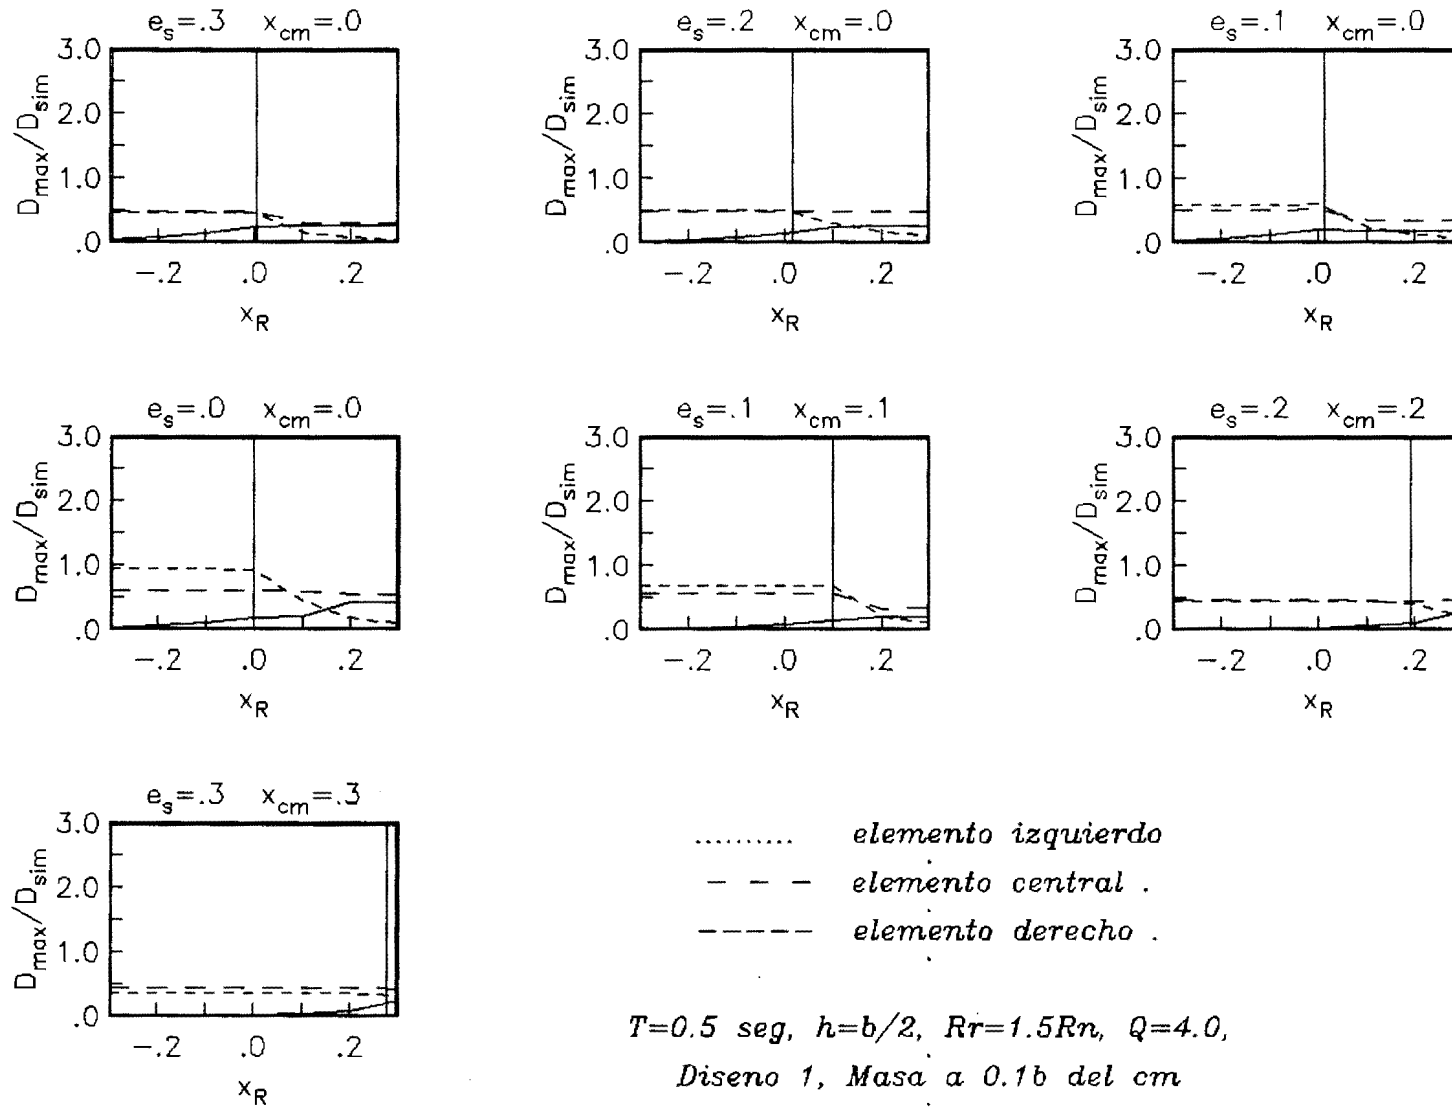 e_s=.3 x_cm=.0
3.0
2.0
1.0
.0
D_max/D_sim
−.2 .0 .2
x_R
e_s=.2 x_cm=.0
3.0
2.0
1.0
.0
D_max/D_sim
−.2 .0 .2
x_R
e_s=.1 x_cm=.0
3.0
2.0
1.0
.0
D_max/D_sim
−.2 .0 .2
x_R
e_s=.0 x_cm=.0
3.0
2.0
1.0
.0
D_max/D_sim
−.2 .0 .2
x_R
e_s=.1 x_cm=.1
3.0
2.0
1.0
.0
D_max/D_sim
−.2 .0 .2
x_R
e_s=.2 x_cm=.2
3.0
2.0
1.0
.0
D_max/D_sim
−.2 .0 .2
x_R
e_s=.3 x_cm=.3
3.0
2.0
1.0
.0
D_max/D_sim
−.2 .0 .2
x_R
elemento izquierdo
elemento central .
elemento derecho .
T=0.5 seg, h=b/2, Rr=1.5Rn, Q=4.0,
Diseno 1, Masa a 0.1b del cm